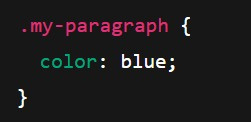 .my-paragraph {
  color: blue;
}